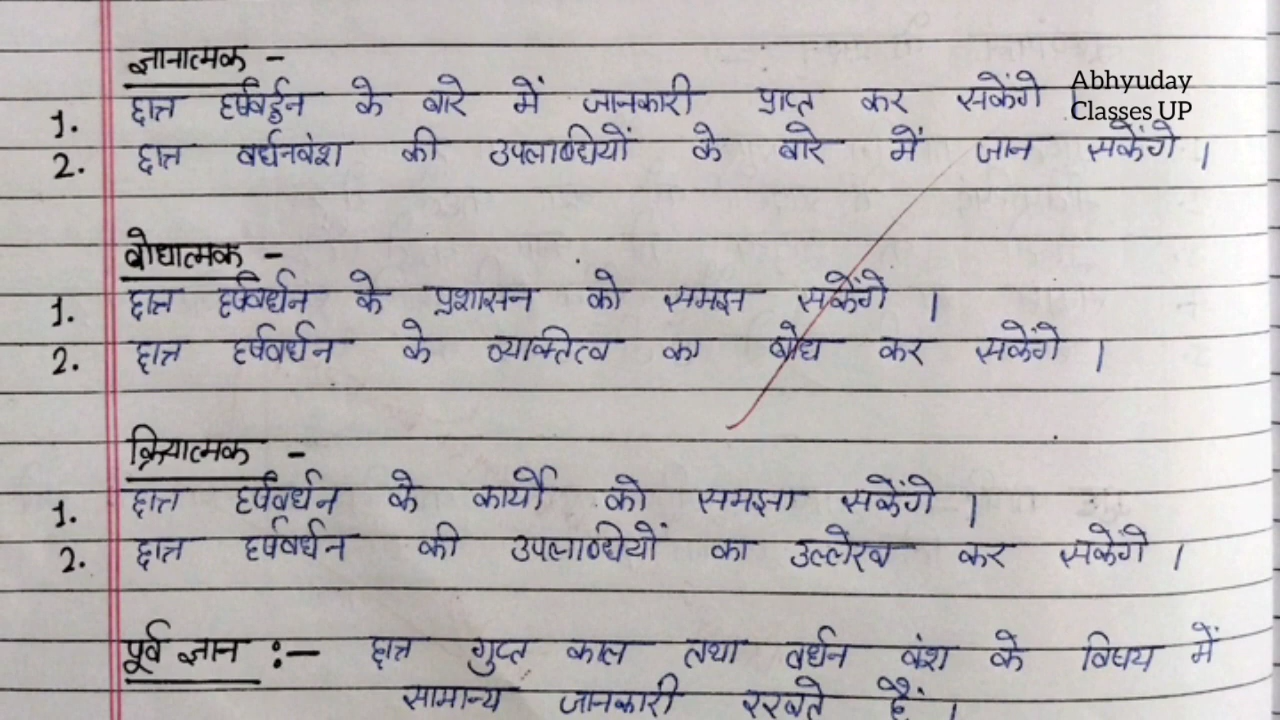 ज्ञानात्मक -
Abhyuday
Classes UP
1. छात्र हर्षवर्द्धन के बारे में जानकारी प्राप्त कर सकेंगे
2. छात्र वर्धनवंश की उपलब्धियों के बारे में जान सकेंगे ।
बोधात्मक -
1. छात्र हर्षवर्धन के प्रशासन को समझ सकेंगे ।
2. छात्र हर्षवर्धन के व्यक्तित्व का बोध कर सकेंगे ।
क्रियात्मक -
1. छात्र हर्षवर्धन के कार्यो को समझा सकेंगे ।
2. छात्र हर्षवर्धन की उपलब्धियों का उल्लेख कर सकेंगे ।
पूर्व ज्ञान :- छात्र गुप्त काल तथा वर्धन वंश के विषय में
सामान्य जानकारी रखते हैं ।